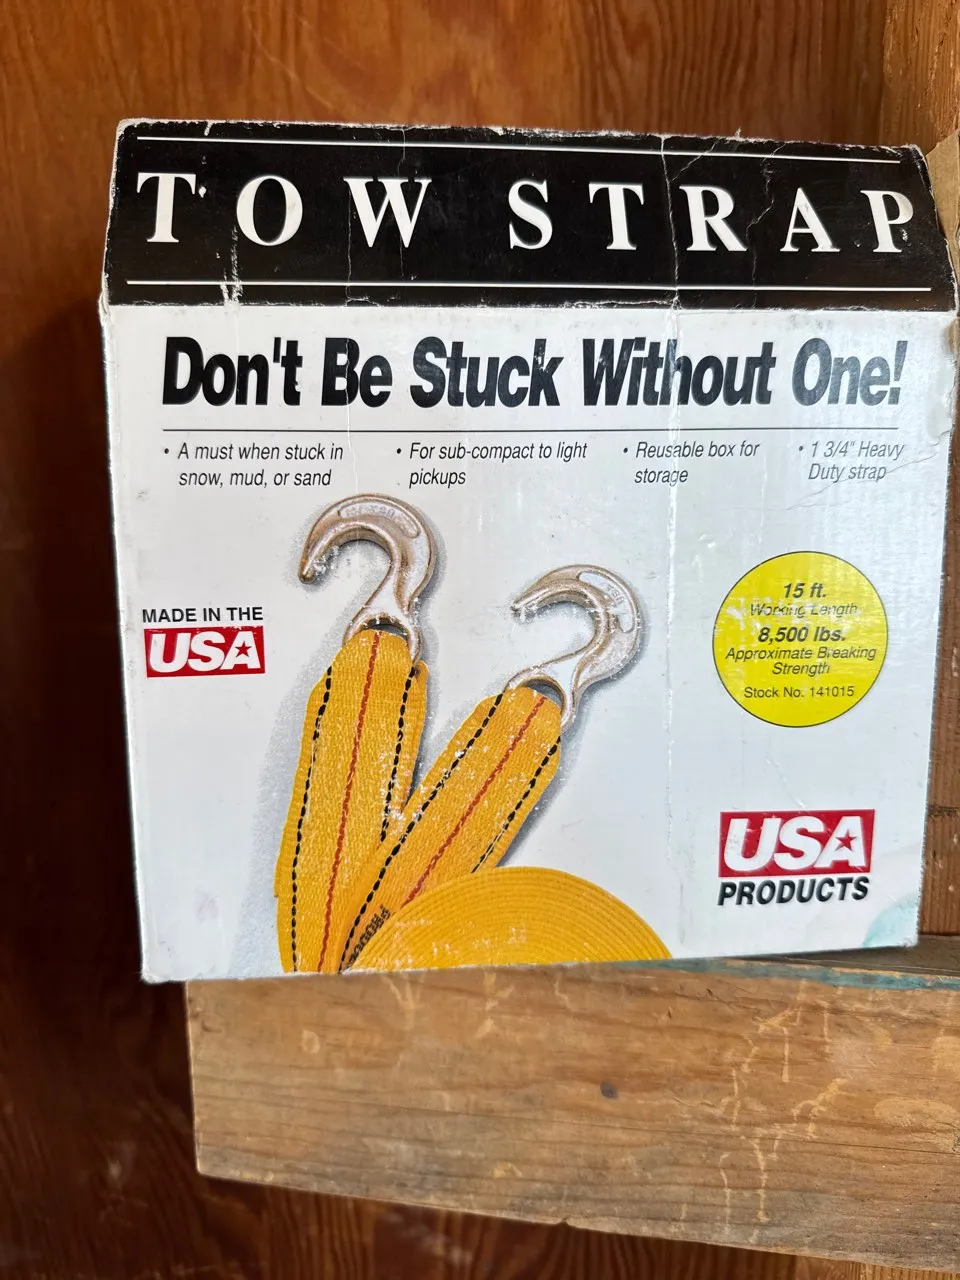 TOW STRAP
Don't Be Stuck Without One!
• A must when stuck in
snow, mud, or sand
• For sub-compact to light
pickups
• Reusable box for
storage
• 1 3/4" Heavy
Duty strap
MADE IN THE
USA
15 ft.
Working Length
8,500 lbs.
Approximate Breaking
Strength
Stock No. 141015
USA
PRODUCTS